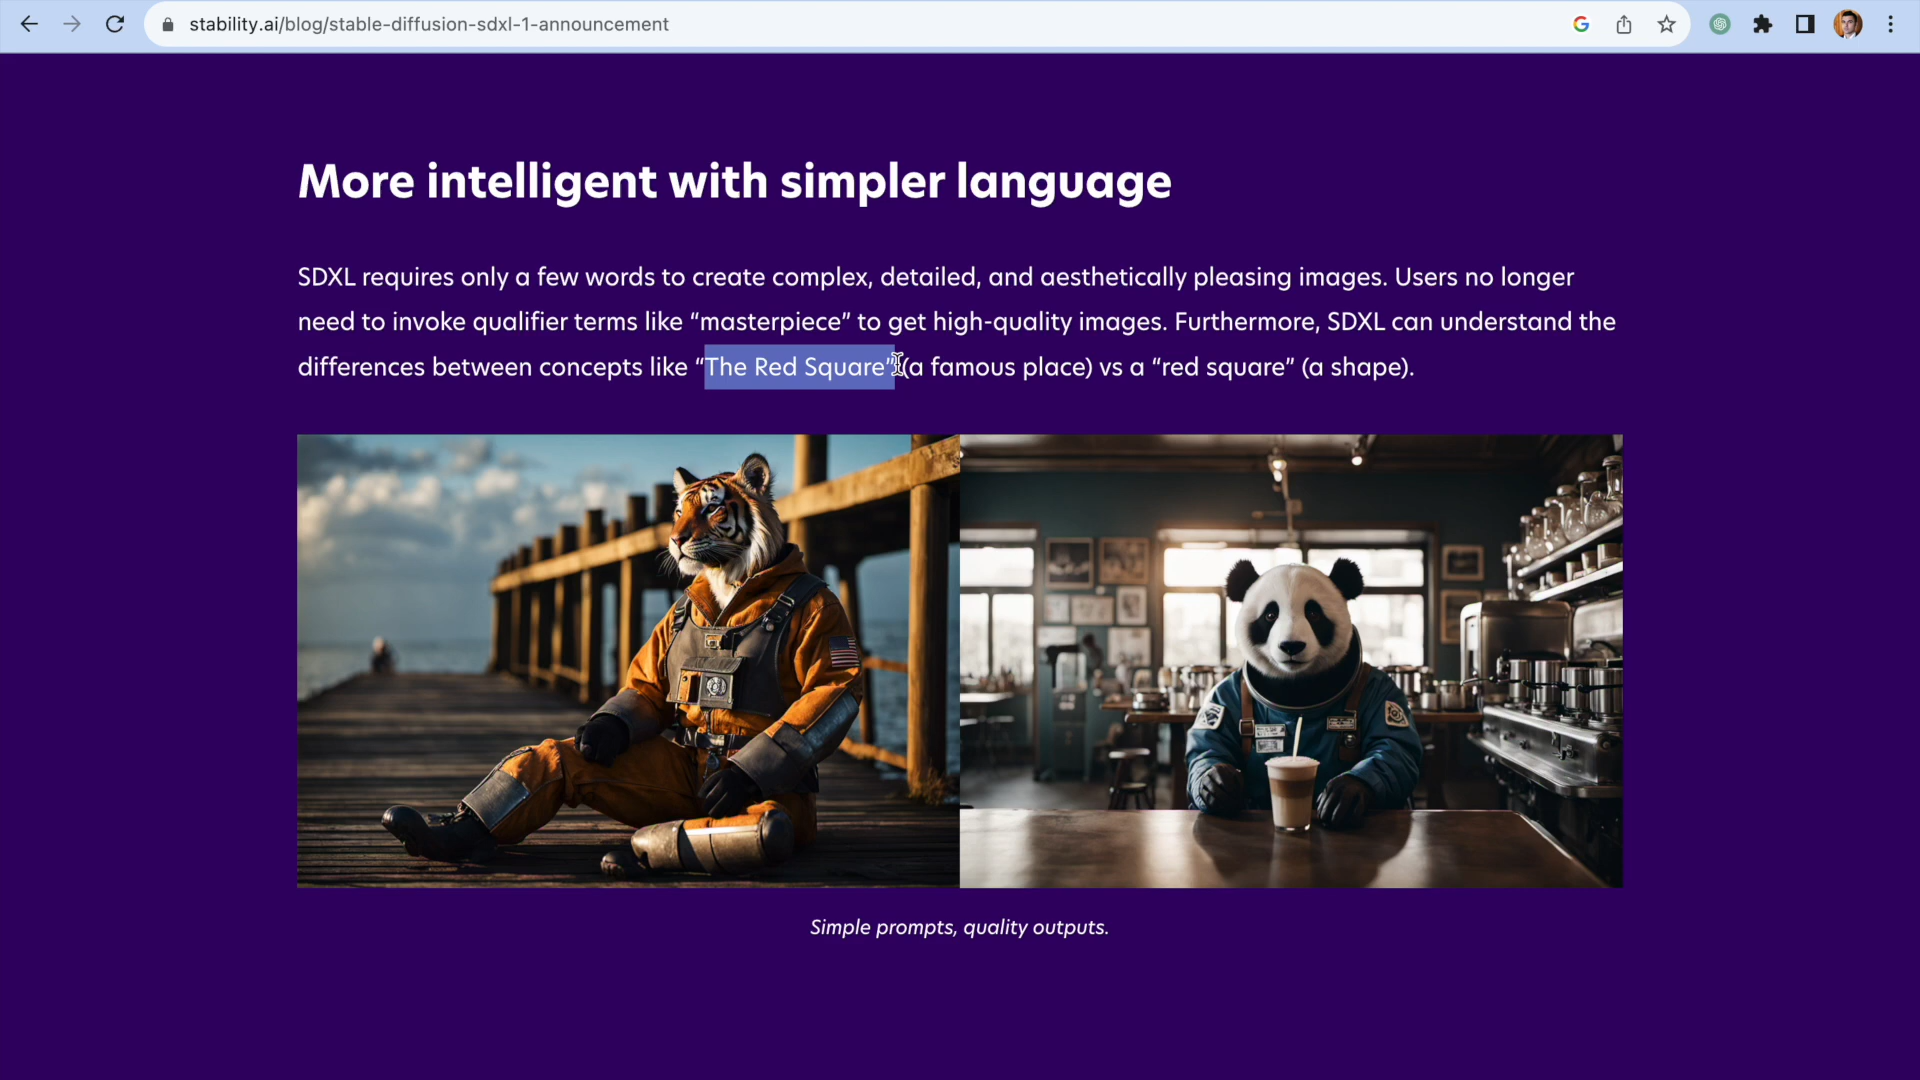 stability.ai/blog/stable-diffusion-sdxl-1-announcement
More intelligent with simpler language
SDXL requires only a few words to create complex, detailed, and aesthetically pleasing images. Users no longer
need to invoke qualifier terms like “masterpiece” to get high-quality images. Furthermore, SDXL can understand the
differences between concepts like “The Red Square” (a famous place) vs a “red square” (a shape).
Simple prompts, quality outputs.